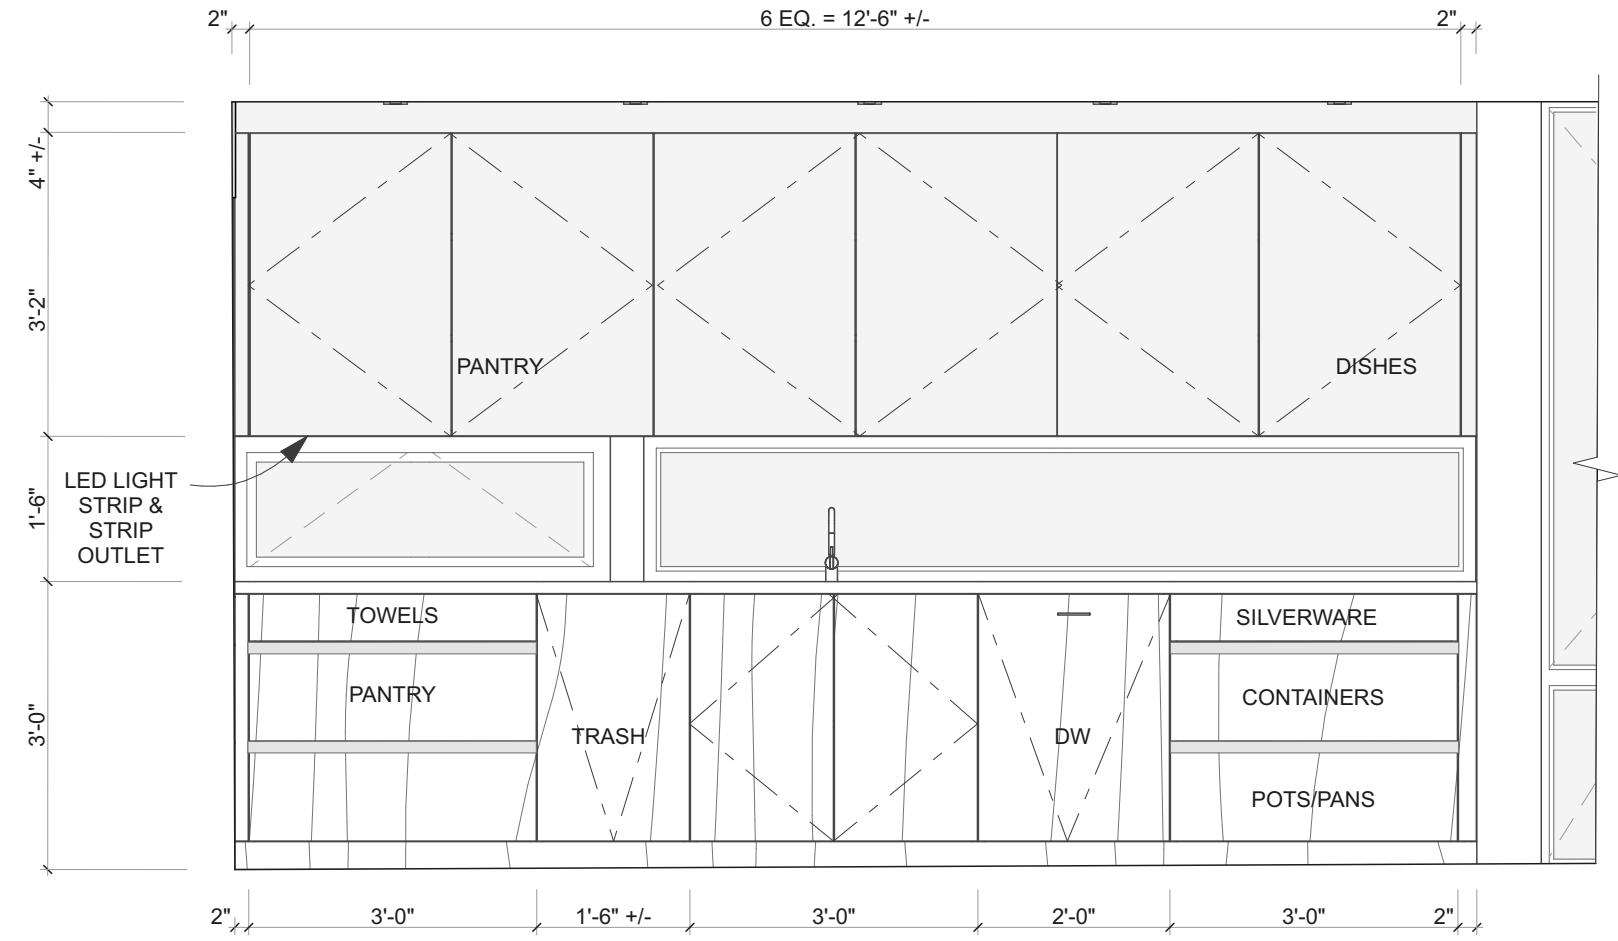 2" 6 EQ. = 12'-6" +/- 2"
4" +/-
3'-2"
PANTRY DISHES
LED LIGHT
STRIP &
STRIP
OUTLET
1'-6"
TOWELS SILVERWARE
PANTRY CONTAINERS
3'-0"
TRASH DW
POTS/PANS
2" 3'-0" 1'-6" +/- 3'-0" 2'-0" 3'-0" 2"